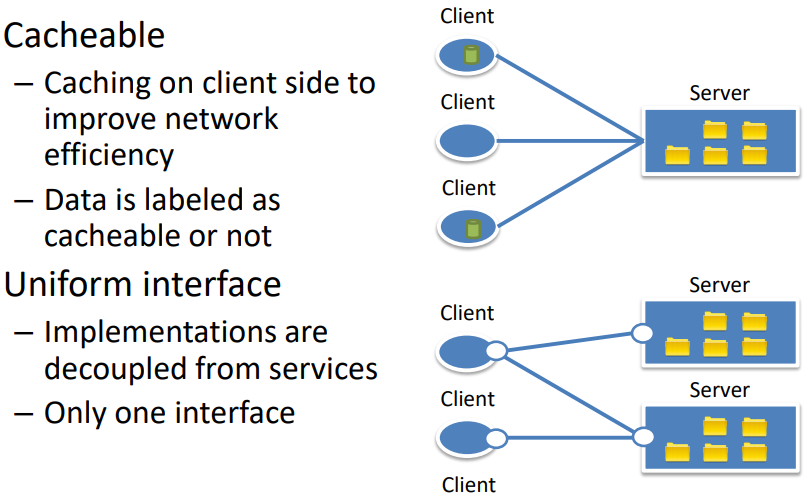 Cacheable
– Caching on client side to
improve network
efficiency
– Data is labeled as
cacheable or not
Uniform interface
– Implementations are
decoupled from services
– Only one interface
Client
Client
Client
Server
Client
Client
Client
Server
Server